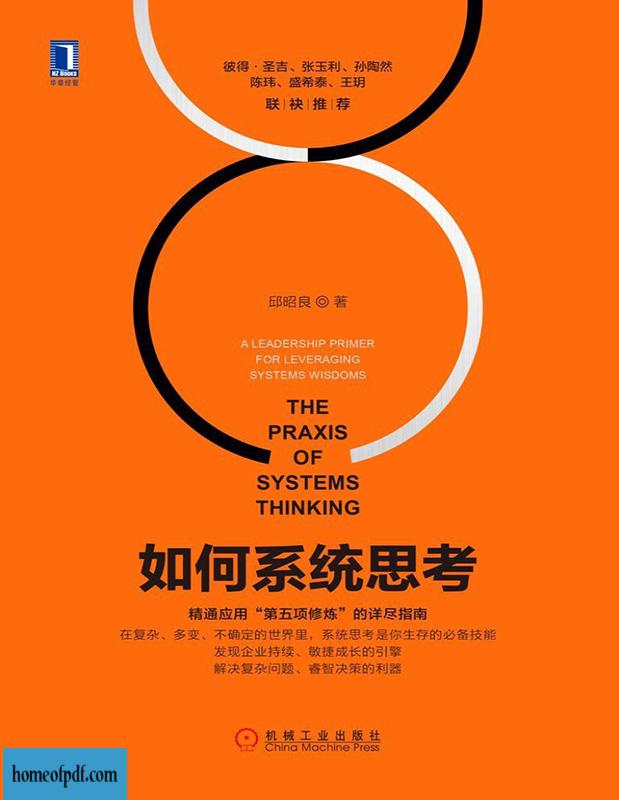 HZ BOOKS
华章经管
彼得·圣吉、张玉利、孙陶然
陈玮、盛希泰、王玥
联|袂|推|荐
邱昭良◎著
A LEADERSHIP PRIMER
FOR LEVERAGING
SYSTEMS WISDOMS
THE
PRAXIS
OF
SYSTEMS
THINKING
如何系统思考
精通应用“第五项修炼”的详尽指南
在复杂、多变、不确定的世界里，系统思考是你生存的必备技能
发现企业持续、敏捷成长的引擎
解决复杂问题、睿智决策的利器
机械工业出版社
China Machine Press
homeofpdf.com